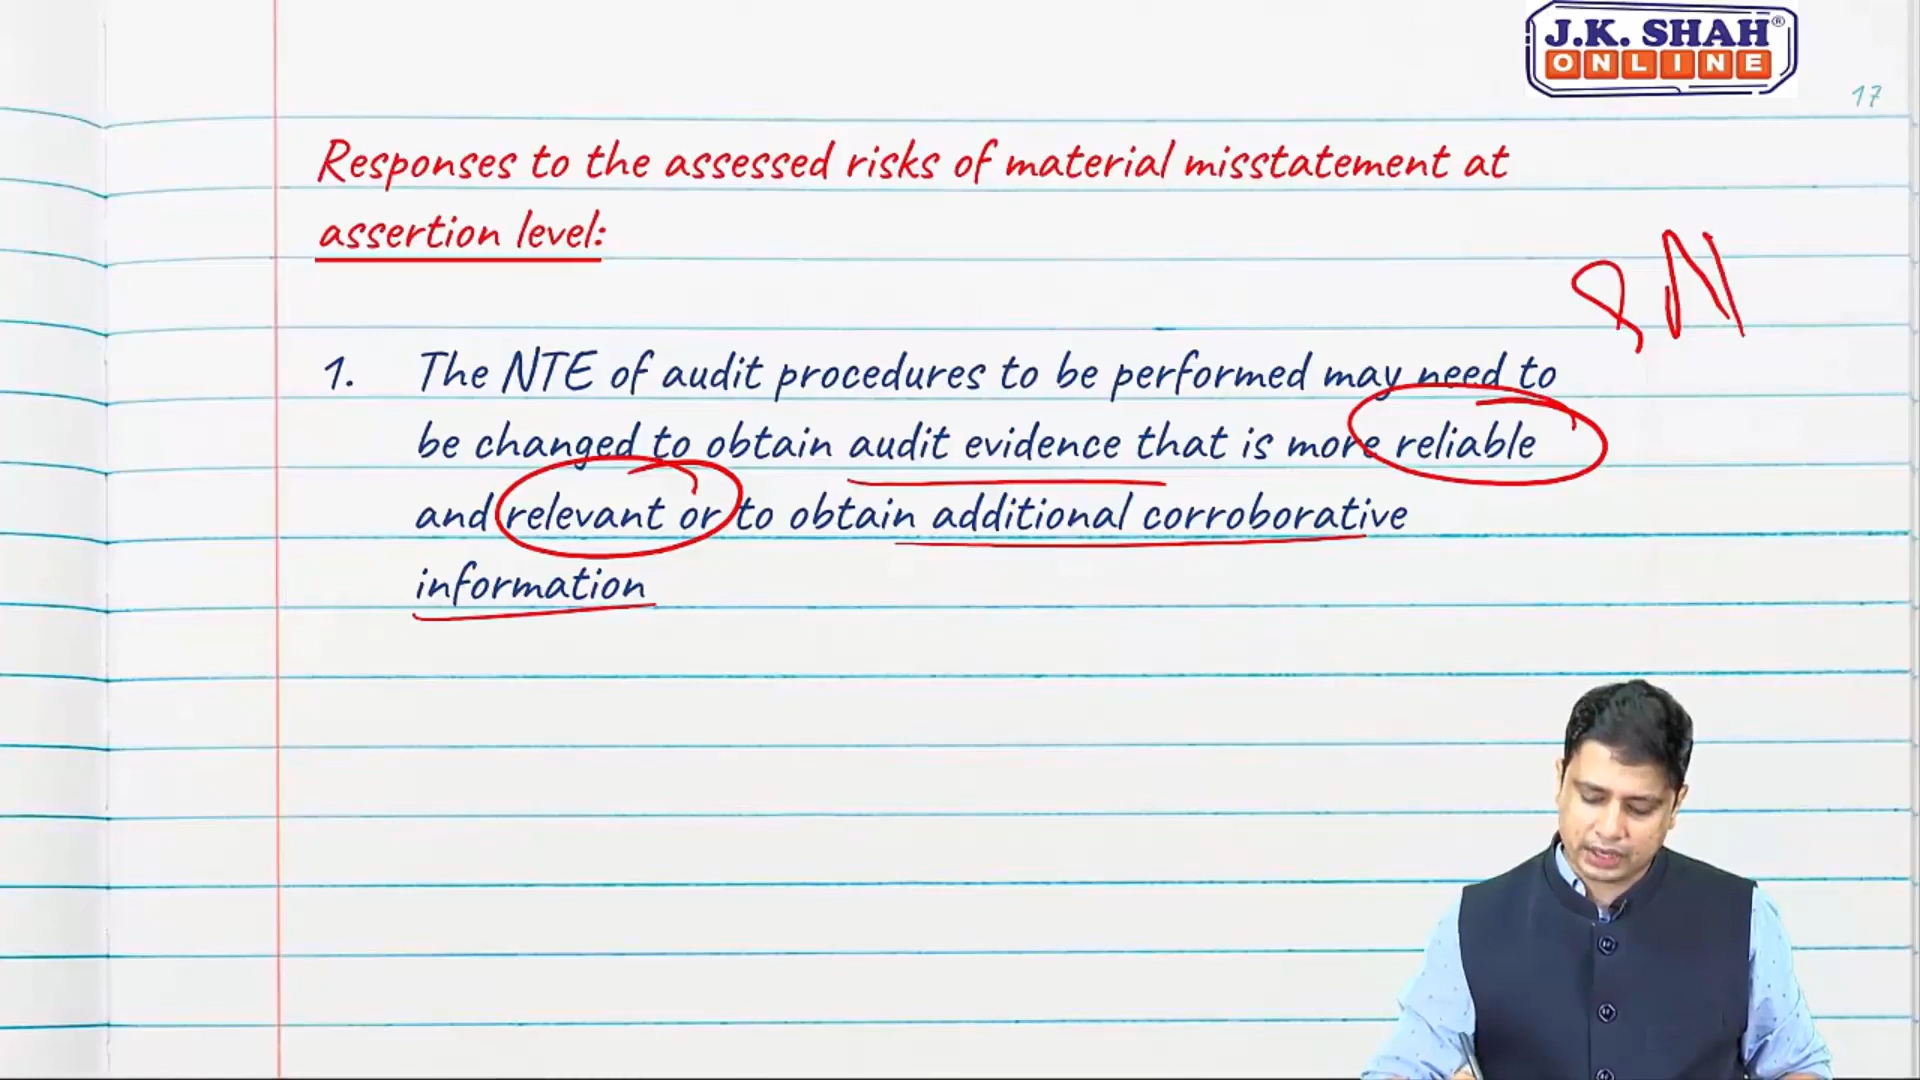 J.K. SHAH®
ONLINE
17
Responses to the assessed risks of material misstatement at
assertion level:
1. The NTE of audit procedures to be performed may need to
be changed to obtain audit evidence that is more reliable
and relevant or to obtain additional corroborative
information